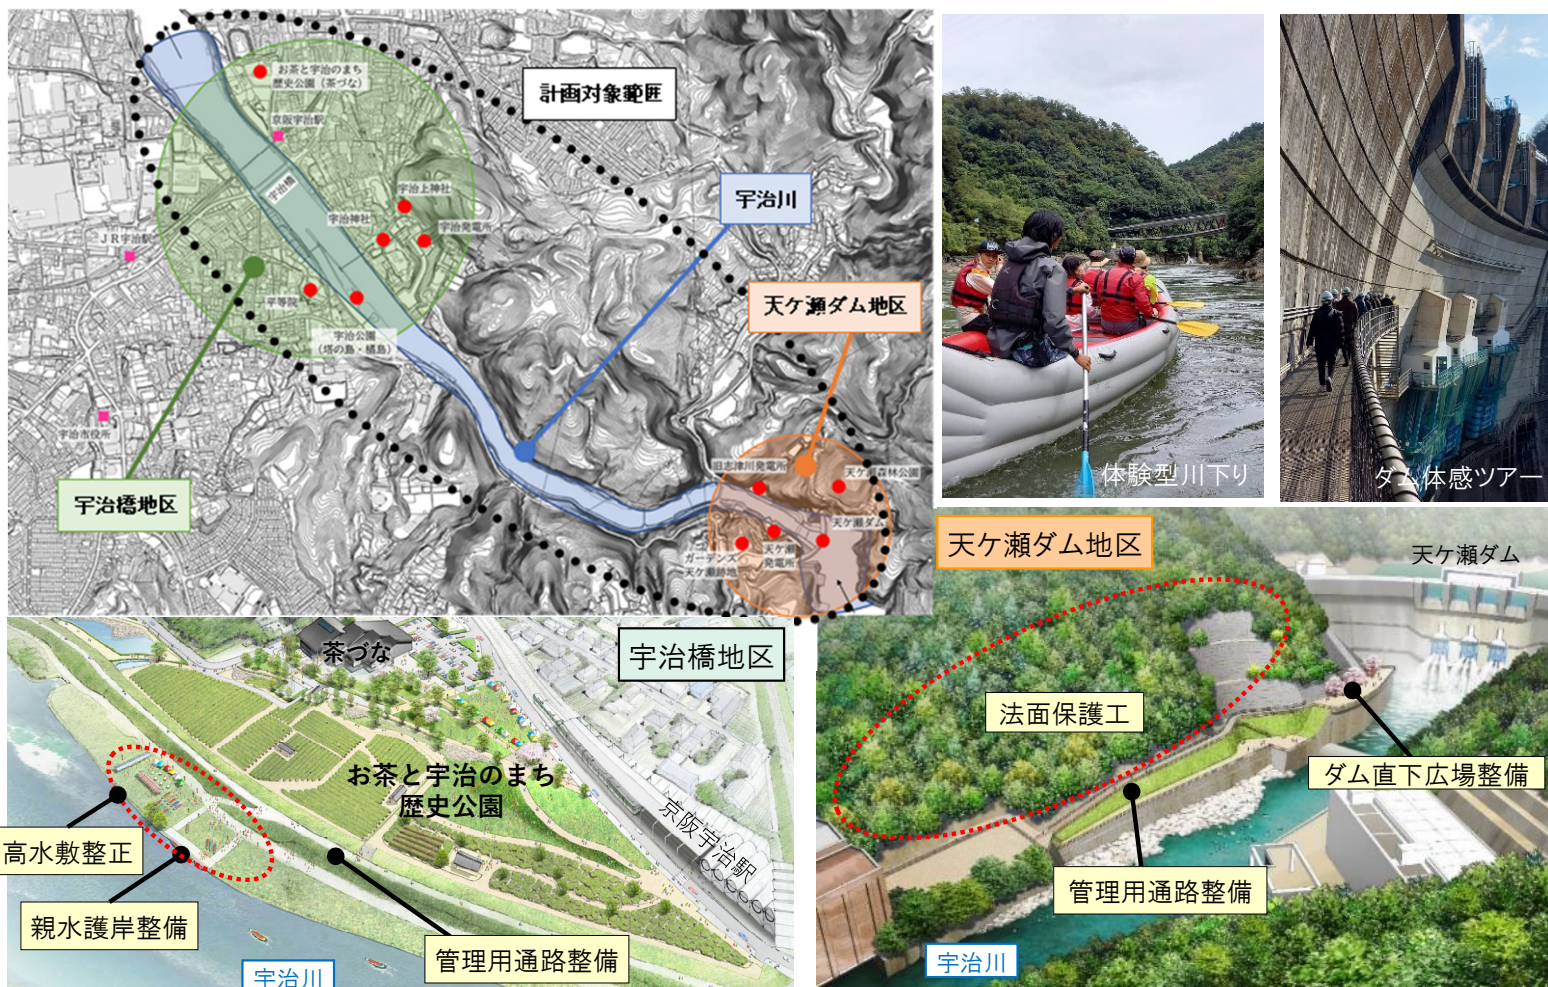 計画対象範囲
お茶と宇治のまち
歴史公園（茶づな）
京阪宇治駅
宇治橋
宇治上神社
宇治神社
宇治発電所
JR宇治駅
平等院
宇治公園
（塔の島・橘島）
宇治市役所
宇治川
天ケ瀬ダム地区
宇治橋地区
旧志津川発電所
天ケ瀬森林公園
天ケ瀬ダム
天ケ瀬
発電所
ガーデンズ
天ケ瀬跡地
体験型川下り
ダム体感ツアー
宇治橋地区
茶づな
お茶と宇治のまち
歴史公園
京阪宇治駅
高水敷整正
親水護岸整備
管理用通路整備
宇治川
天ケ瀬ダム地区
天ケ瀬ダム
法面保護工
ダム直下広場整備
管理用通路整備
宇治川